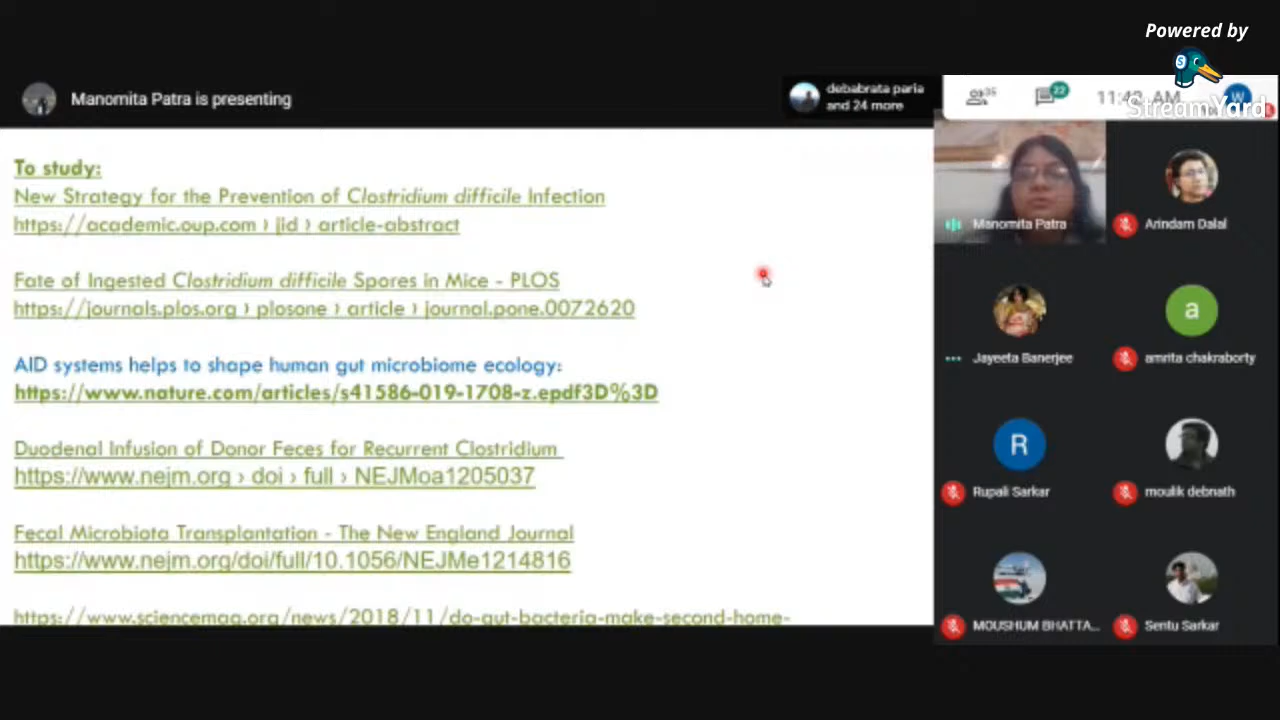 Powered by
StreamYard
Manomita Patra is presenting
debabrata paria
and 24 more
35
22
AM
W
To study:
New Strategy for the Prevention of Clostridium difficile Infection
https://academic.oup.com › jid › article-abstract
Fate of Ingested Clostridium difficile Spores in Mice - PLOS
https://journals.plos.org › plosone › article › journal.pone.0072620
AID systems helps to shape human gut microbiome ecology:
https://www.nature.com/articles/s41586-019-1708-z.epdf3D%3D
Duodenal Infusion of Donor Feces for Recurrent Clostridium
https://www.nejm.org › doi › full › NEJMoa1205037
Fecal Microbiota Transplantation - The New England Journal
https://www.nejm.org/doi/full/10.1056/NEJMe1214816
https://www.sciencemag.org/news/2018/11/do-gut-bacteria-make-second-home-
Manomita Patra
Arindam Dalal
a
Jayeeta Banerjee
amrita chakraborty
R
Rupali Sarkar
moulik debnath
MOUSHUM BHATTA...
Sentu Sarkar